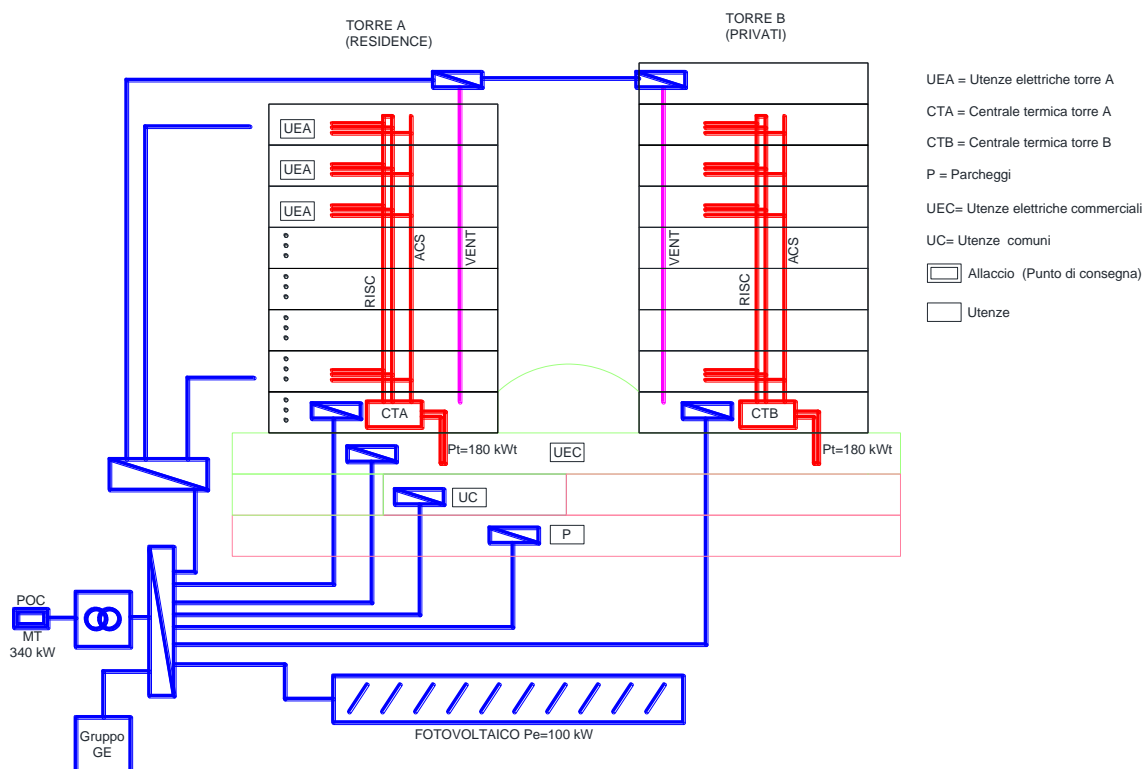 TORRE A
(RESIDENCE)
TORRE B
(PRIVATI)
UEA = Utenze elettriche torre A
CTA = Centrale termica torre A
CTB = Centrale termica torre B
P = Parcheggi
UEC= Utenze elettriche commerciali
UC= Utenze comuni
Allaccio (Punto di consegna)
Utenze
UEA
UEA
UEA
RISC
ACS
VENT
VENT
RISC
ACS
CTA
CTB
Pt=180 kWt
UEC
Pt=180 kWt
UC
P
POC
MT
340 kW
Gruppo
GE
FOTOVOLTAICO Pe=100 kW